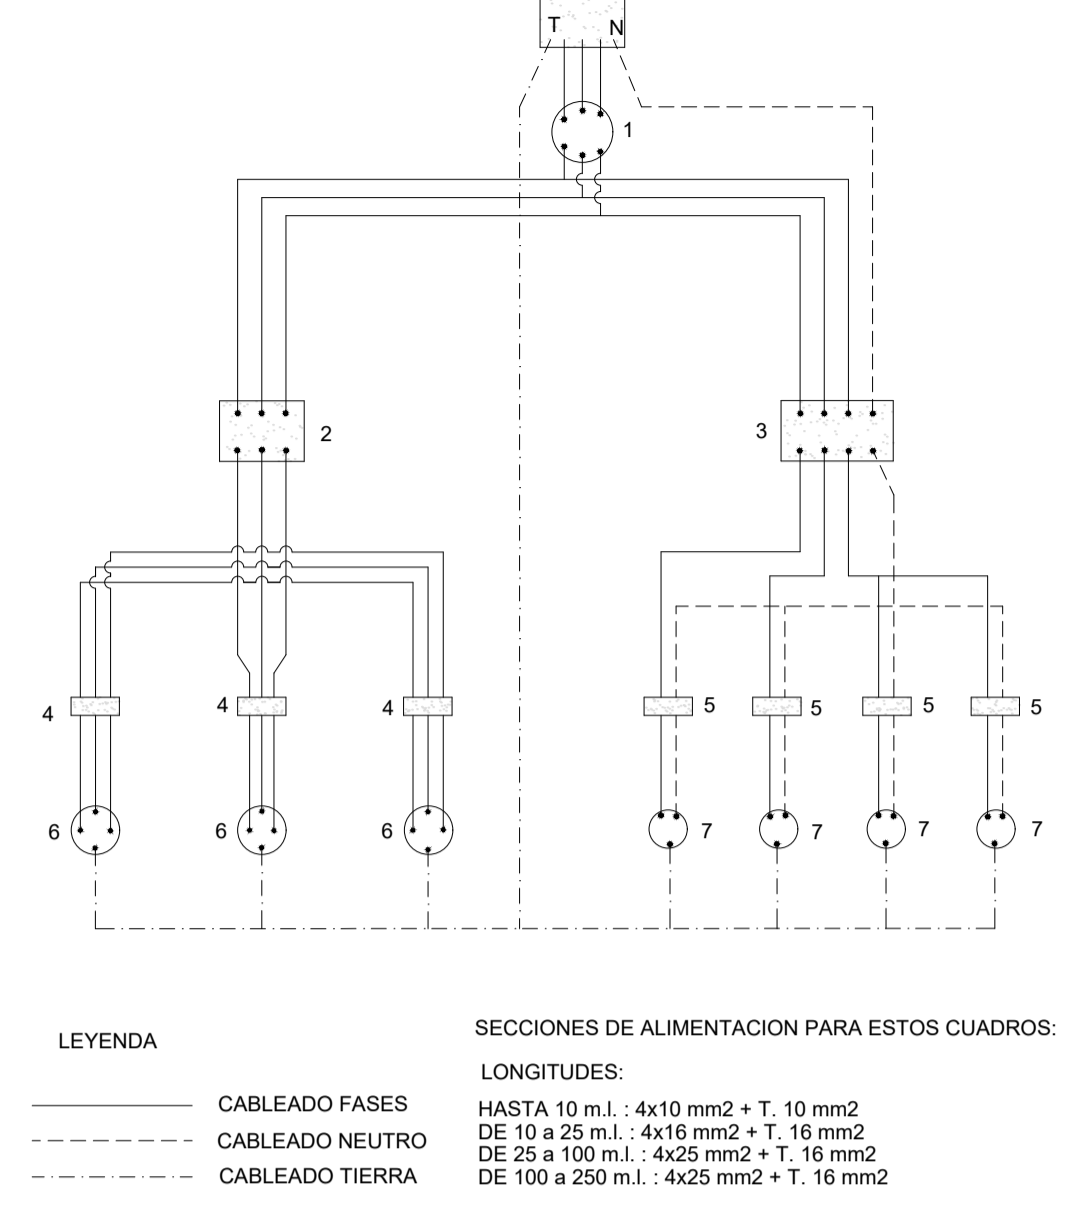 T N
1
2
3
4 4 4 5 5 5 5
6 6 6 7 7 7 7
LEYENDA
CABLEADO FASES
CABLEADO NEUTRO
CABLEADO TIERRA
SECCIONES DE ALIMENTACION PARA ESTOS CUADROS:
LONGITUDES:
HASTA 10 m.l. : 4x10 mm2 + T. 10 mm2
DE 10 a 25 m.l. : 4x16 mm2 + T. 16 mm2
DE 25 a 100 m.l. : 4x25 mm2 + T. 16 mm2
DE 100 a 250 m.l. : 4x25 mm2 + T. 16 mm2